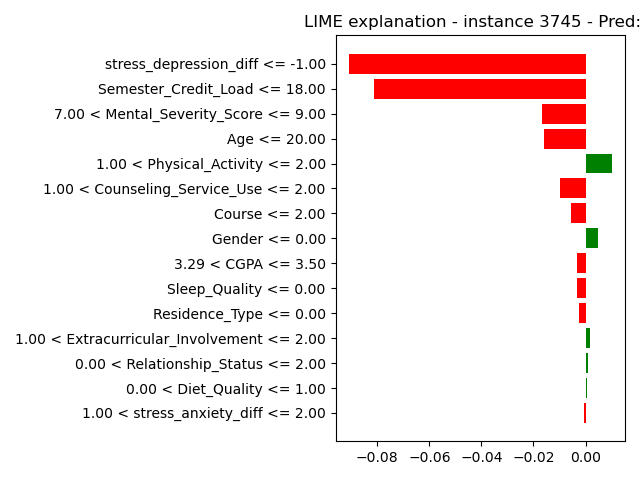 LIME explanation - instance 3745 - Pred:
stress_depression_diff <= -1.00
Semester_Credit_Load <= 18.00
7.00 < Mental_Severity_Score <= 9.00
Age <= 20.00
1.00 < Physical_Activity <= 2.00
1.00 < Counseling_Service_Use <= 2.00
Course <= 2.00
Gender <= 0.00
3.29 < CGPA <= 3.50
Sleep_Quality <= 0.00
Residence_Type <= 0.00
1.00 < Extracurricular_Involvement <= 2.00
0.00 < Relationship_Status <= 2.00
0.00 < Diet_Quality <= 1.00
1.00 < stress_anxiety_diff <= 2.00
−0.08 −0.06 −0.04 −0.02 0.00